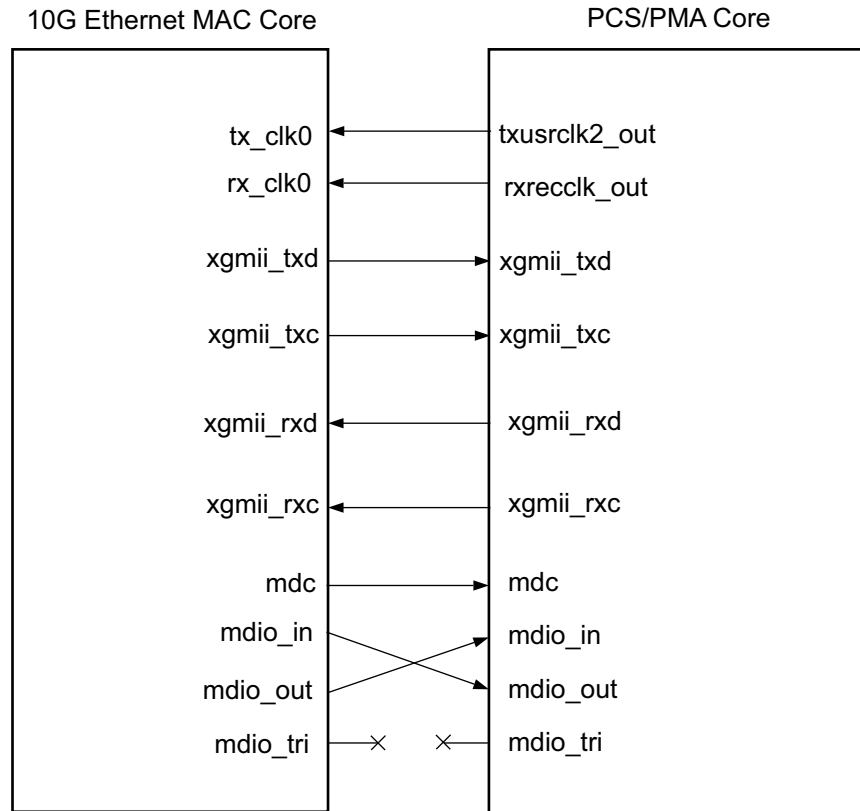 10G Ethernet MAC Core
PCS/PMA Core
tx_clk0
txusrclk2_out
rx_clk0
rxrecclk_out
xgmii_txd
xgmii_txd
xgmii_txc
xgmii_txc
xgmii_rxd
xgmii_rxd
xgmii_rxc
xgmii_rxc
mdc
mdc
mdio_in
mdio_in
mdio_out
mdio_out
mdio_tri
mdio_tri